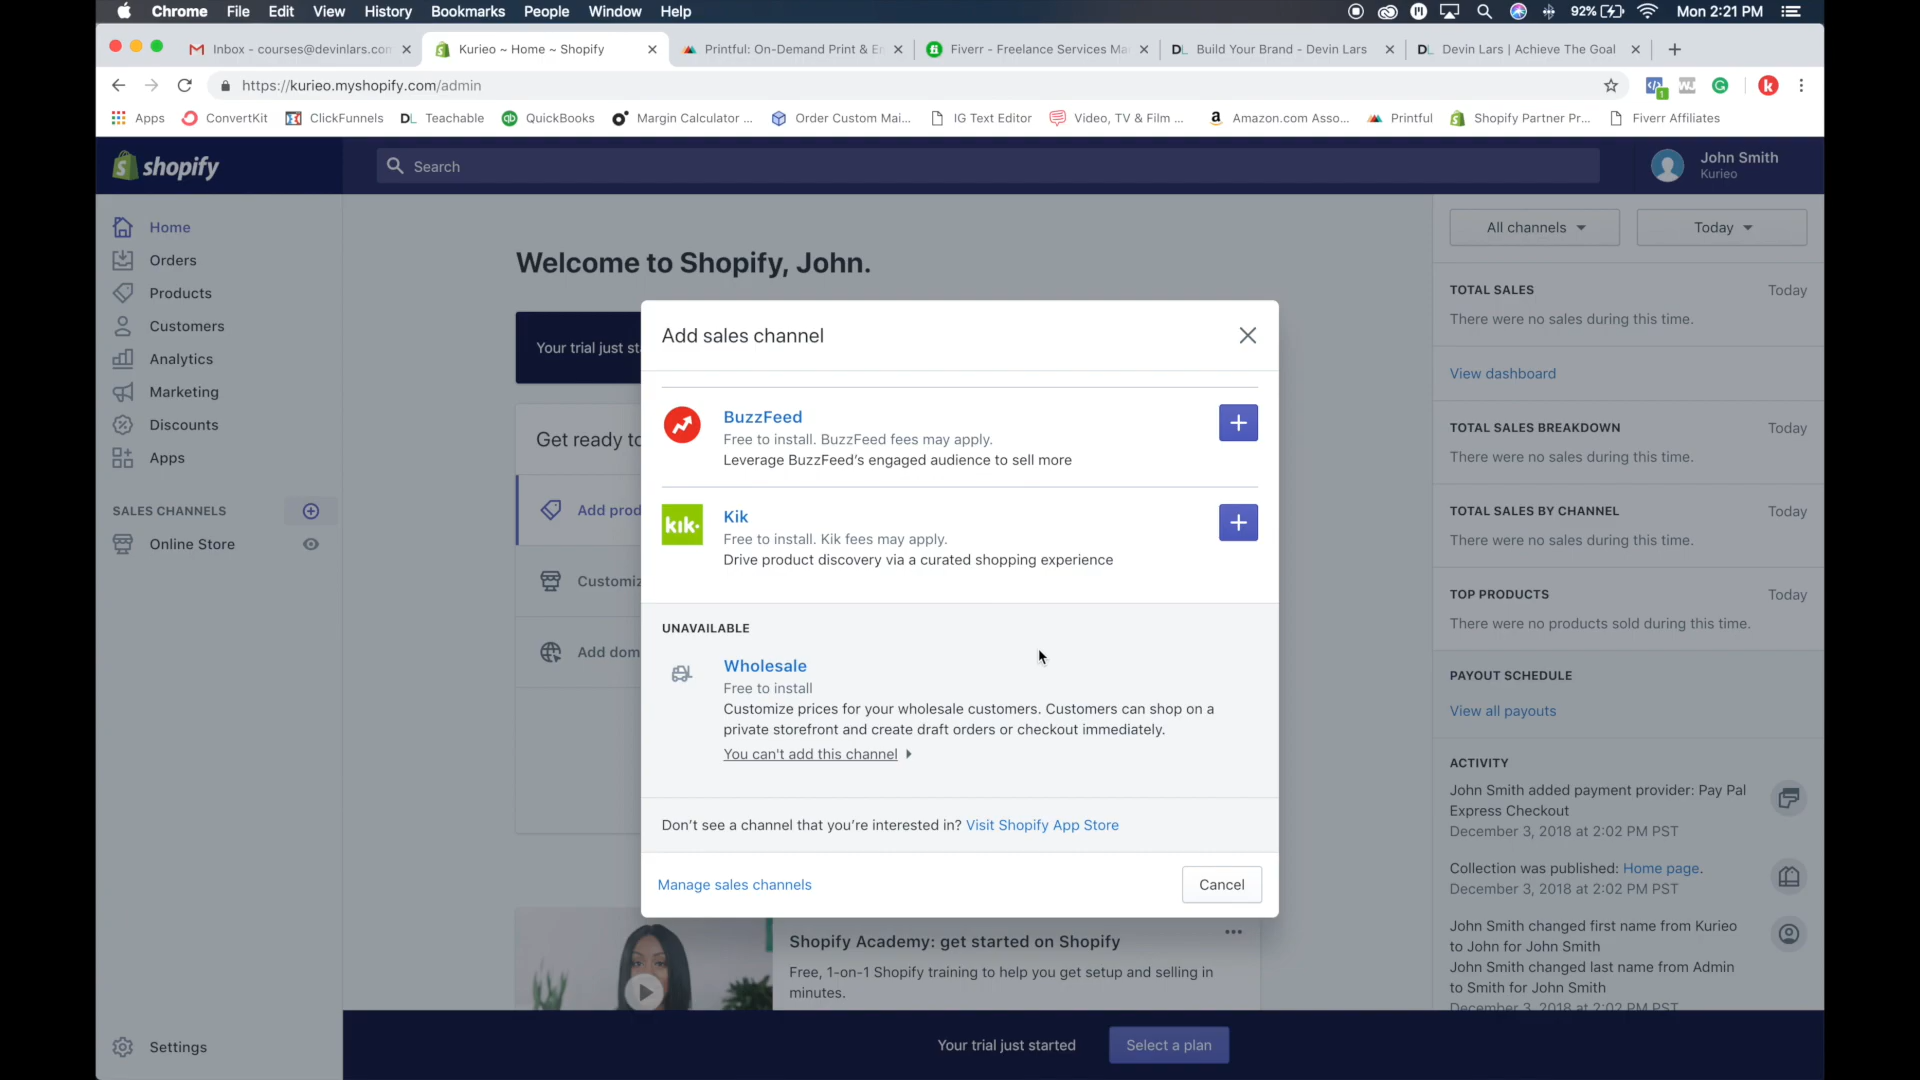 Chrome File Edit View History Bookmarks People Window Help 92% Mon 2:21 PM
Inbox - courses@devinlars.con Kurieo ~ Home ~ Shopify Printful: On-Demand Print & E Fiverr - Freelance Services Ma Build Your Brand - Devin Lars Devin Lars | Achieve The Goal
https://kurieo.myshopify.com/admin
Apps ConvertKit ClickFunnels Teachable QuickBooks Margin Calculator ... Order Custom Mai... IG Text Editor Video, TV & Film ... Amazon.com Asso... Printful Shopify Partner Pr... Fiverr Affiliates
shopify
Search
John Smith
Kurieo
Home
Orders
Products
Customers
Analytics
Marketing
Discounts
Apps
SALES CHANNELS
Online Store
Settings
Welcome to Shopify, John.
Your trial just st
Get ready to
Add prod
Customiz
Add dom
Add sales channel
BuzzFeed
Free to install. BuzzFeed fees may apply.
Leverage BuzzFeed's engaged audience to sell more
kik
Kik
Free to install. Kik fees may apply.
Drive product discovery via a curated shopping experience
UNAVAILABLE
Wholesale
Free to install
Customize prices for your wholesale customers. Customers can shop on a
private storefront and create draft orders or checkout immediately.
You can't add this channel
Don't see a channel that you're interested in? Visit Shopify App Store
Manage sales channels
Cancel
Shopify Academy: get started on Shopify
Free, 1-on-1 Shopify training to help you get setup and selling in
minutes.
Your trial just started
Select a plan
All channels
Today
TOTAL SALES Today
There were no sales during this time.
View dashboard
TOTAL SALES BREAKDOWN Today
There were no sales during this time.
TOTAL SALES BY CHANNEL Today
There were no sales during this time.
TOP PRODUCTS Today
There were no products sold during this time.
PAYOUT SCHEDULE
View all payouts
ACTIVITY
John Smith added payment provider: Pay Pal
Express Checkout
December 3, 2018 at 2:02 PM PST
Collection was published: Home page.
December 3, 2018 at 2:02 PM PST
John Smith changed first name from Kurieo
to John for John Smith
John Smith changed last name from Admin
to Smith for John Smith
December 3, 2018 at 2:02 PM PST